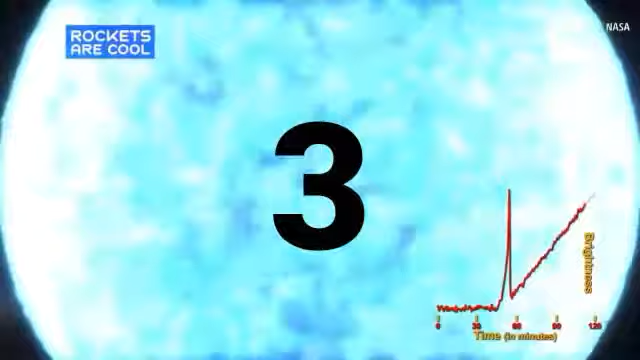 ROCKETS
ARE COOL
NASA
3
Brightness
0 30 60 90 120
Time (in minutes)